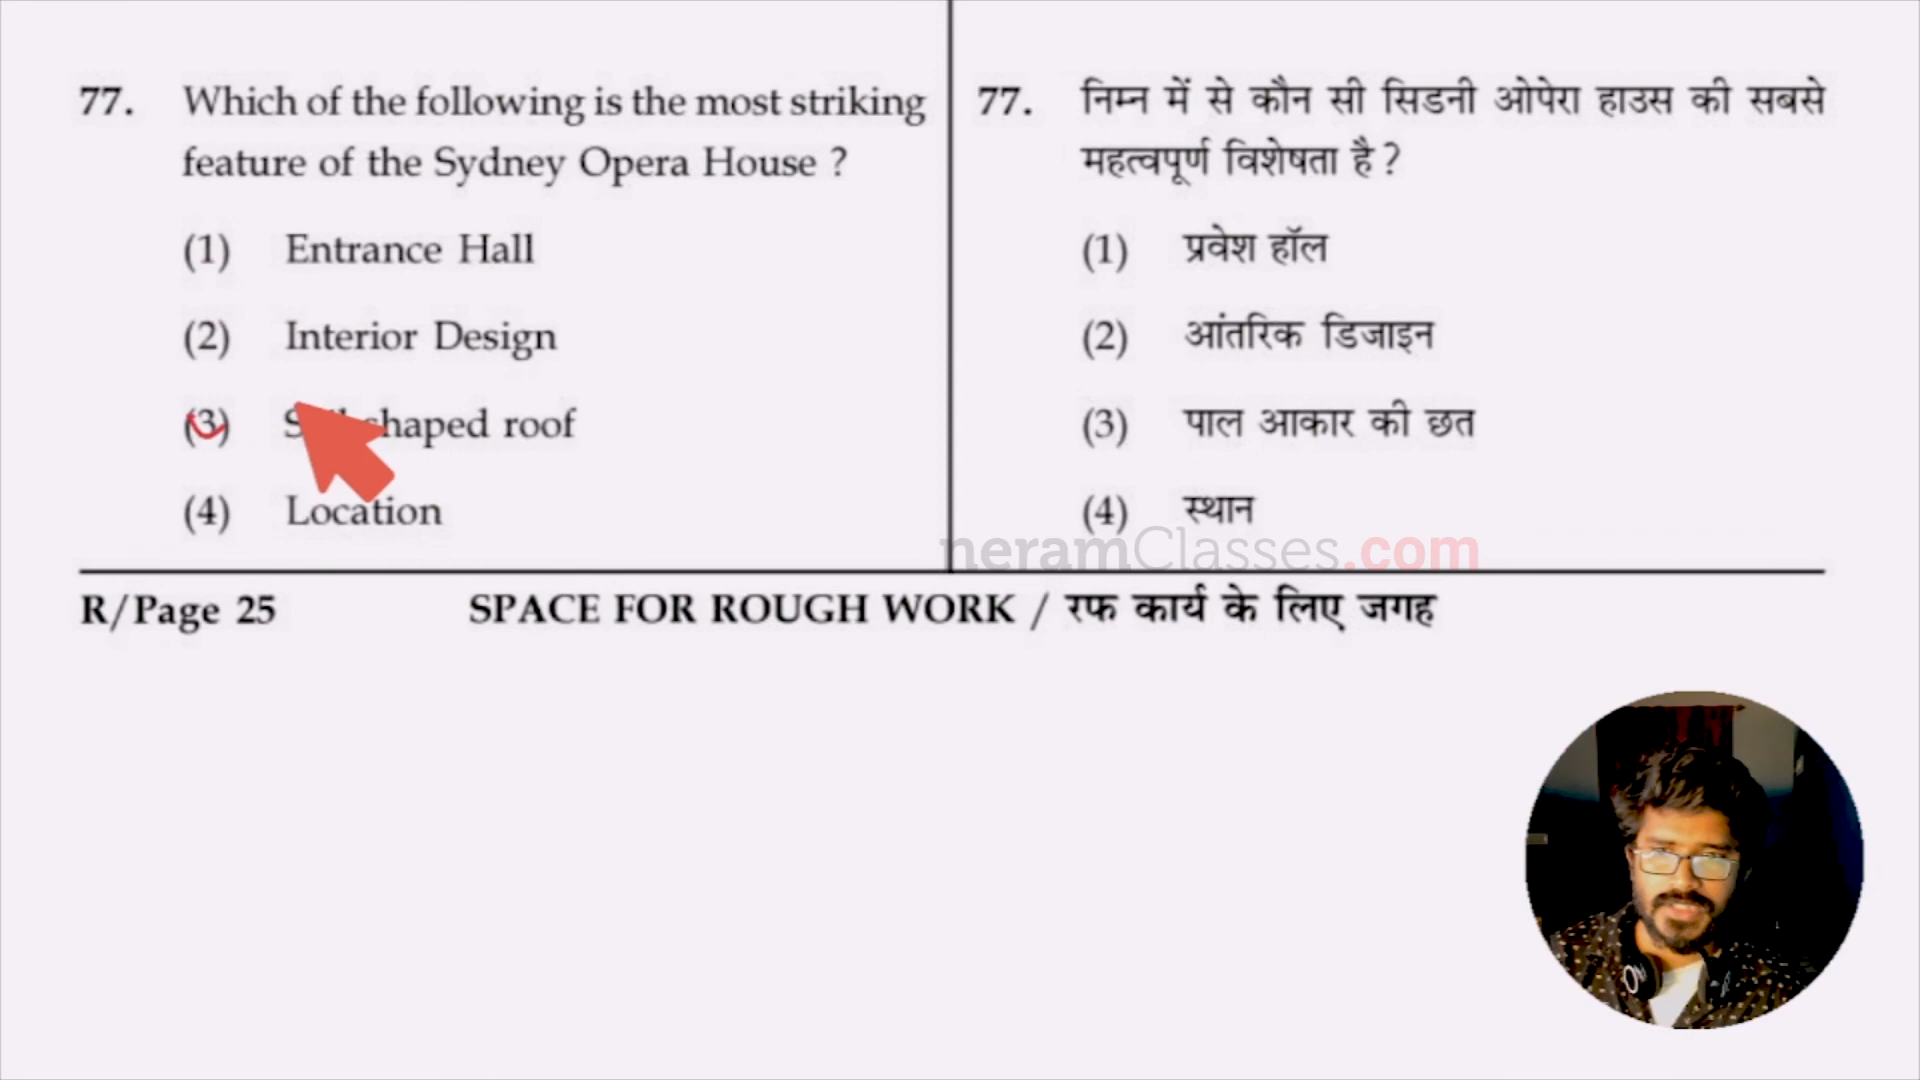 77. Which of the following is the most striking
feature of the Sydney Opera House ?
(1) Entrance Hall
(2) Interior Design
(3) shaped roof
(4) Location
77. निम्न में से कौन सी सिडनी ओपेरा हाउस की सबसे
महत्वपूर्ण विशेषता है ?
(1) प्रवेश हॉल
(2) आंतरिक डिजाइन
(3) पाल आकार की छत
(4) स्थान
neramClasses.com
R/Page 25 SPACE FOR ROUGH WORK / रफ कार्य के लिए जगह